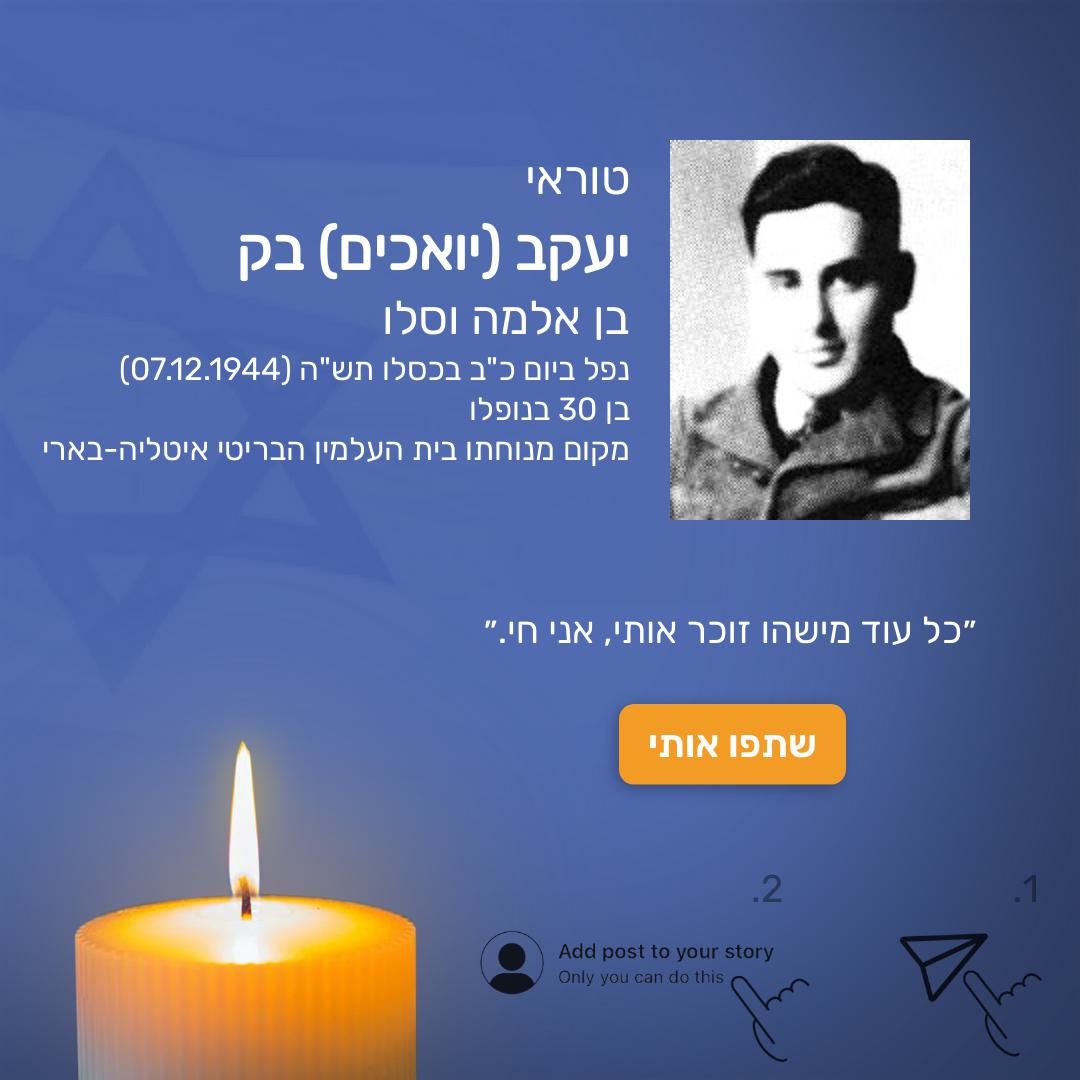 טוראי
יעקב (יואכים) בק
בן אלמה וסלו
נפל ביום כ"ב בכסלו תש"ה (07.12.1944)
בן 30 בנופלו
מקום מנוחתו בית העלמין הבריטי איטליה-בארי
״כל עוד מישהו זוכר אותי, אני חי.״
שתפו אותי
.1
.2
Add post to your story
Only you can do this